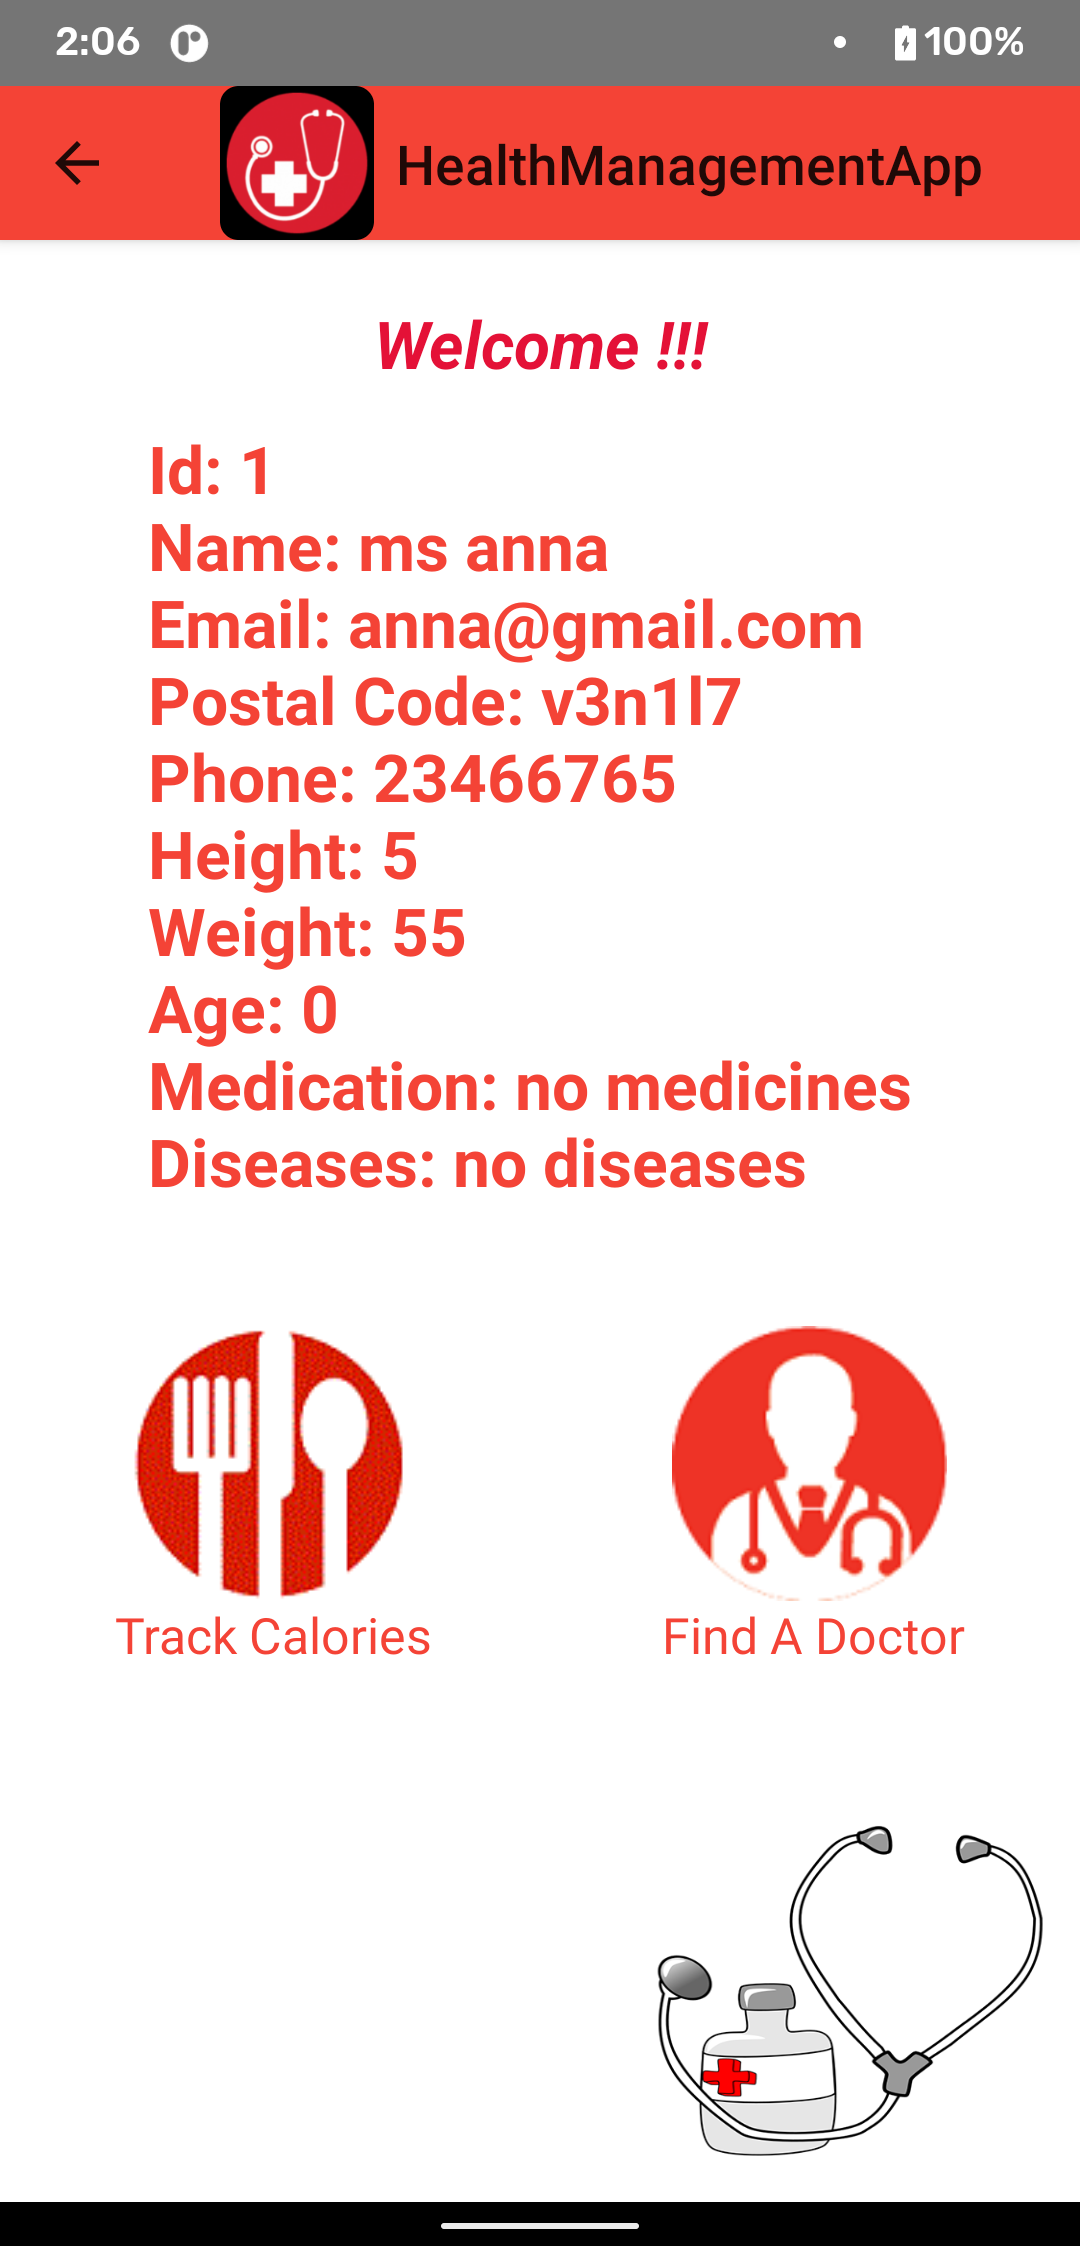 2:06 100%
HealthManagementApp
Welcome !!!
Id: 1
Name: ms anna
Email: anna@gmail.com
Postal Code: v3n1l7
Phone: 23466765
Height: 5
Weight: 55
Age: 0
Medication: no medicines
Diseases: no diseases
Track Calories Find A Doctor